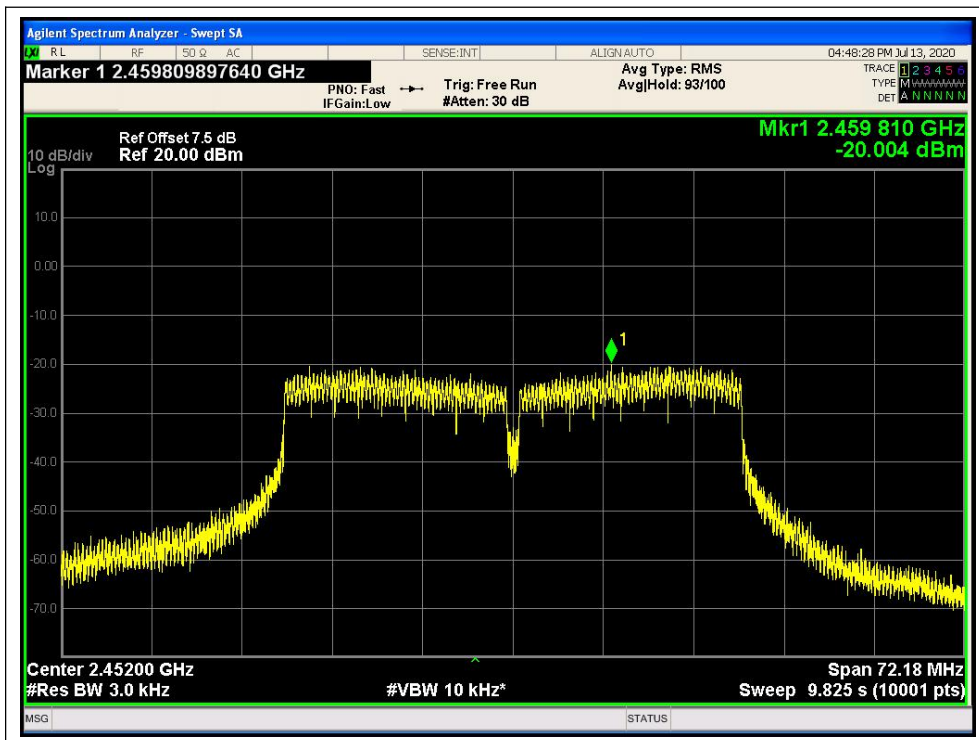 Agilent Spectrum Analyzer - Swept SA
LXI RL RF 50 Ω AC SENSE:INT ALIGN AUTO 04:48:28 PM Jul 13, 2020
Marker 1 2.459809897640 GHz
PNO: Fast
IFGain:Low
Trig: Free Run
#Atten: 30 dB
Avg Type: RMS
Avg|Hold: 93/100
TRACE 1 2 3 4 5 6
TYPE M WWWWW
DET A N N N N N
Ref Offset 7.5 dB
10 dB/div Ref 20.00 dBm
Log
Mkr1 2.459 810 GHz
-20.004 dBm
10.0
0.00
-10.0
-20.0
-30.0
-40.0
-50.0
-60.0
-70.0
1
Center 2.45200 GHz Span 72.18 MHz
#Res BW 3.0 kHz #VBW 10 kHz* Sweep 9.825 s (10001 pts)
MSG STATUS